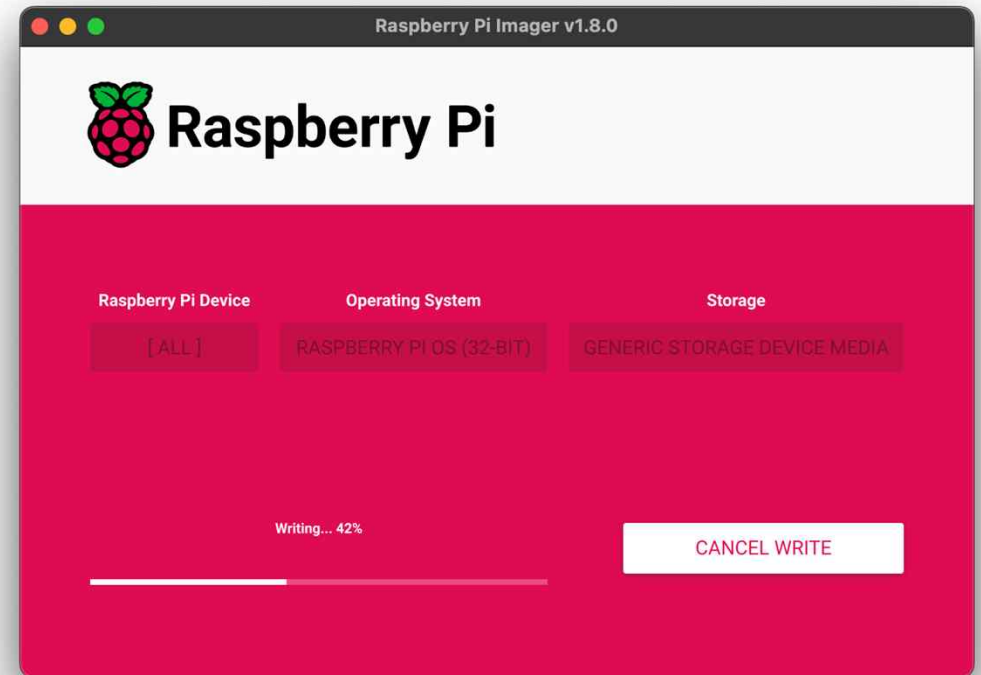 Raspberry Pi Imager v1.8.0
Raspberry Pi
Raspberry Pi Device
Operating System
Storage
[ ALL ]
RASPBERRY PI OS (32-BIT)
GENERIC STORAGE DEVICE MEDIA
Writing... 42%
CANCEL WRITE